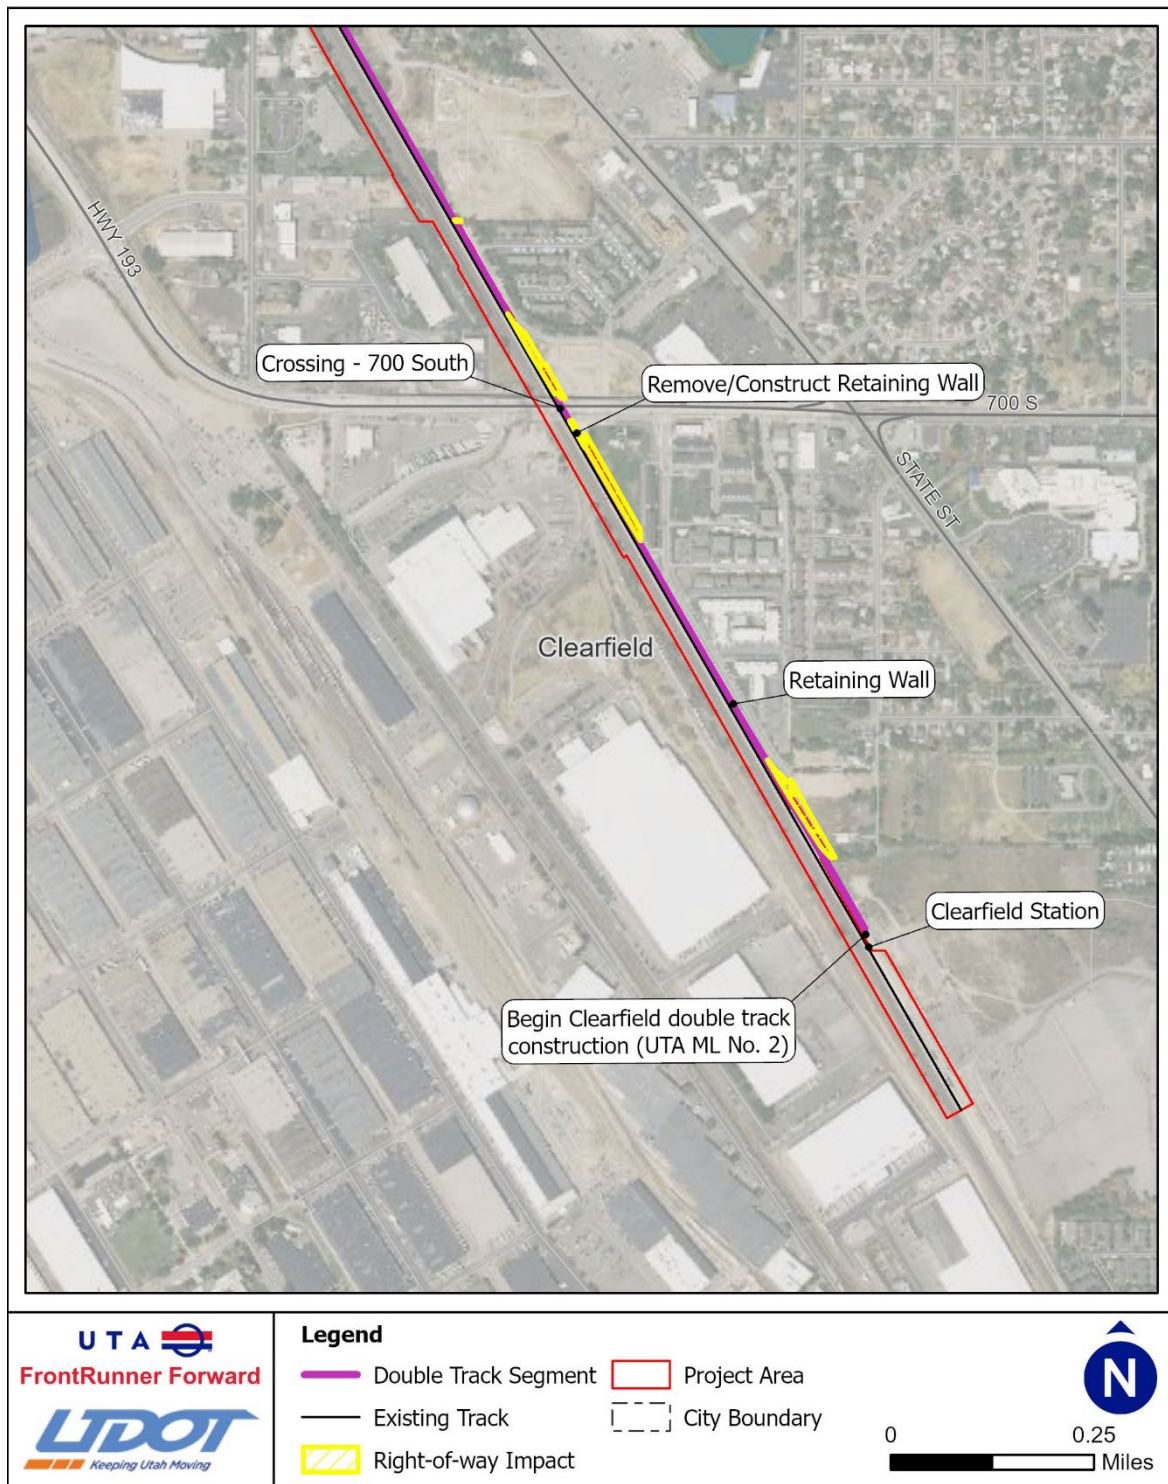 HWY 193
Crossing - 700 South
Remove/Construct Retaining Wall
700 S
STATE ST
Clearfield
Retaining Wall
Clearfield Station
Begin Clearfield double track
construction (UTA ML No. 2)
UTA
FrontRunner Forward
UDOT
Keeping Utah Moving
Legend
Double Track Segment
Existing Track
Right-of-way Impact
Project Area
City Boundary
N
0 0.25
Miles